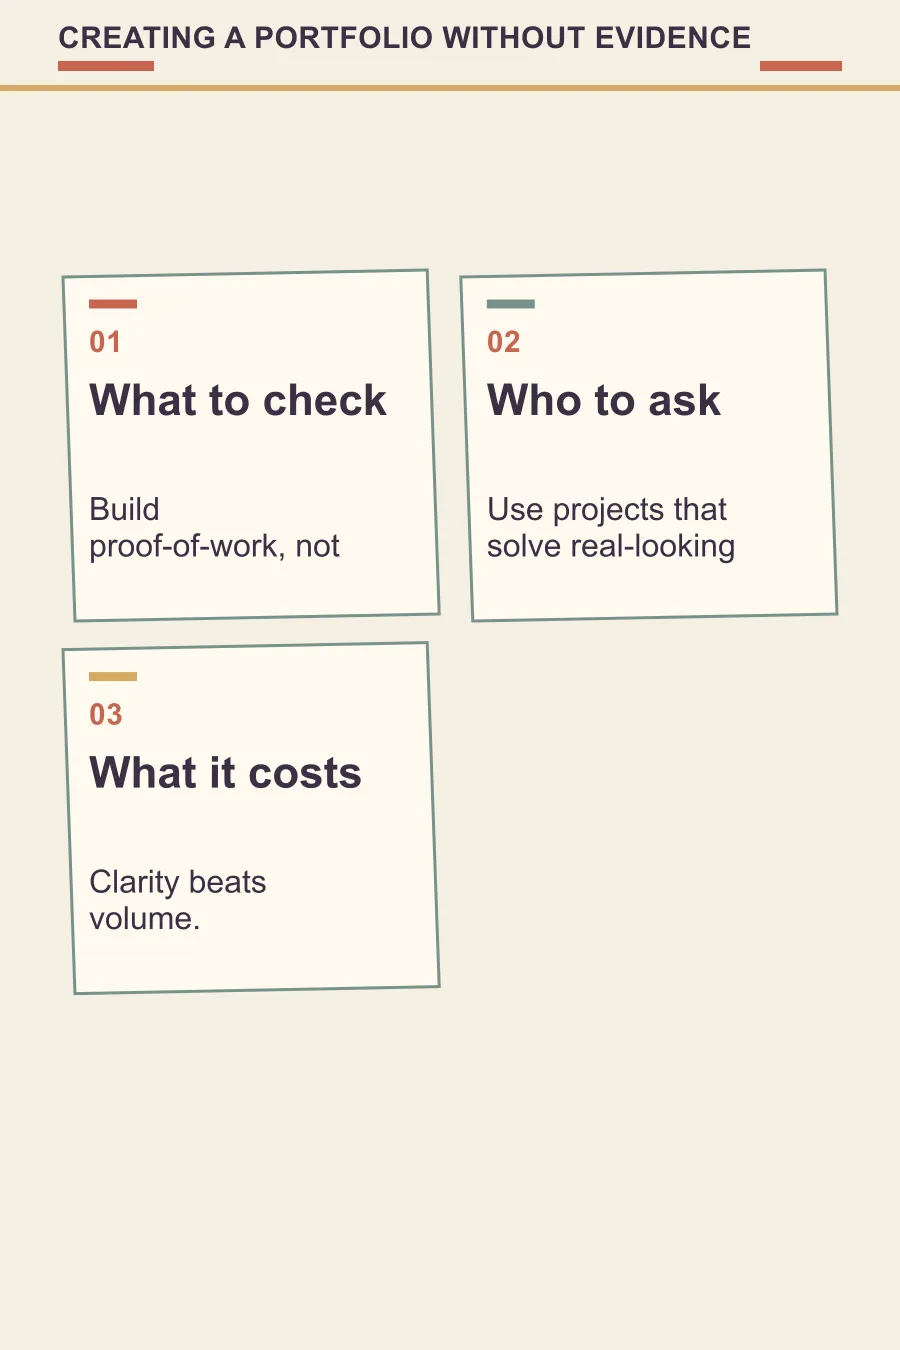 CREATING A PORTFOLIO WITHOUT EVIDENCE
01
What to check
Build
proof-of-work, not
02
Who to ask
Use projects that
solve real-looking
03
What it costs
Clarity beats
volume.